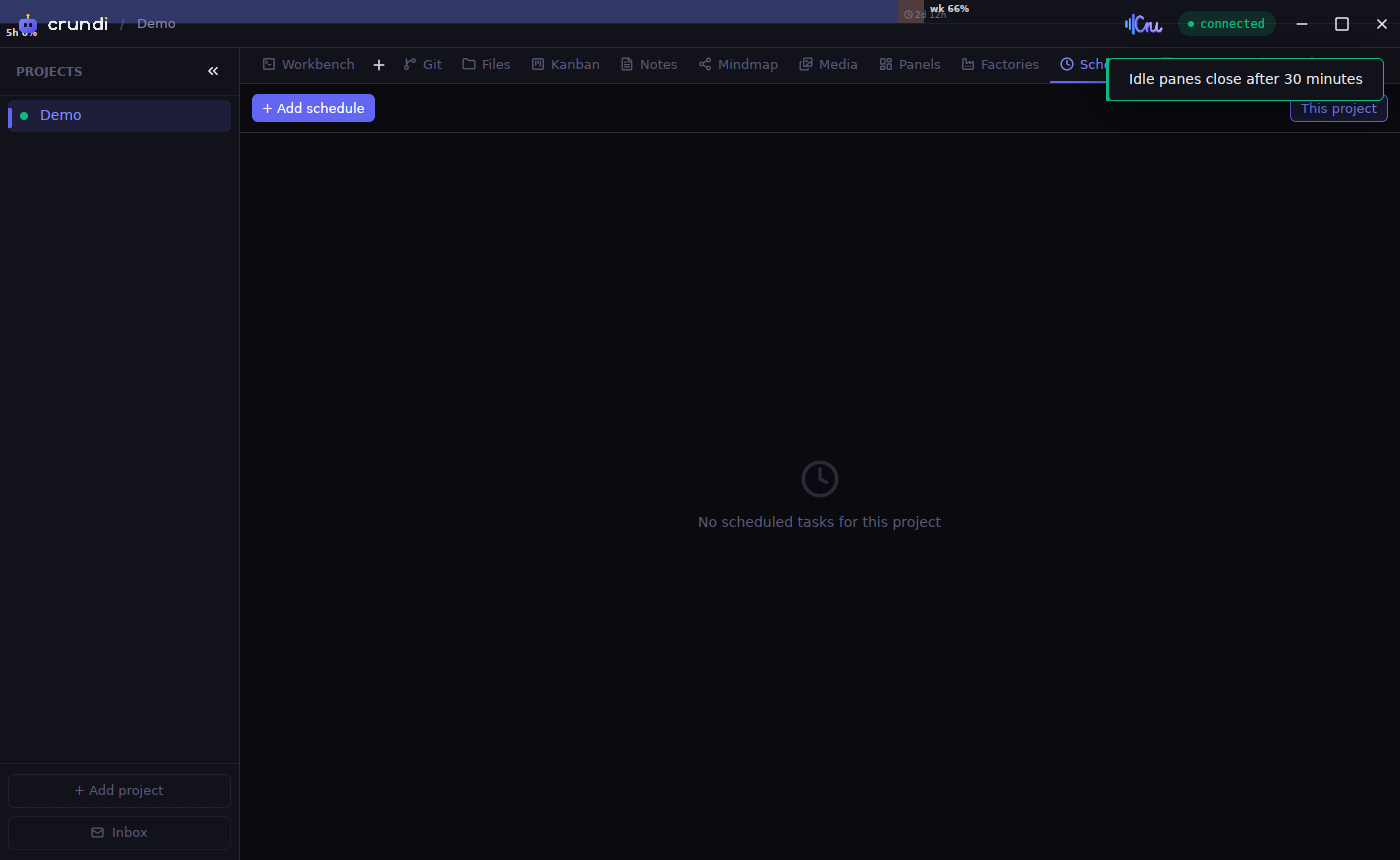 2d 12h
wk 66%
crundi / Demo
5h 6%
Cru
connected
PROJECTS
Workbench
Git
Files
Kanban
Notes
Mindmap
Media
Panels
Factories
Idle panes close after 30 minutes
Demo
+ Add schedule
This project
No scheduled tasks for this project
+ Add project
Inbox